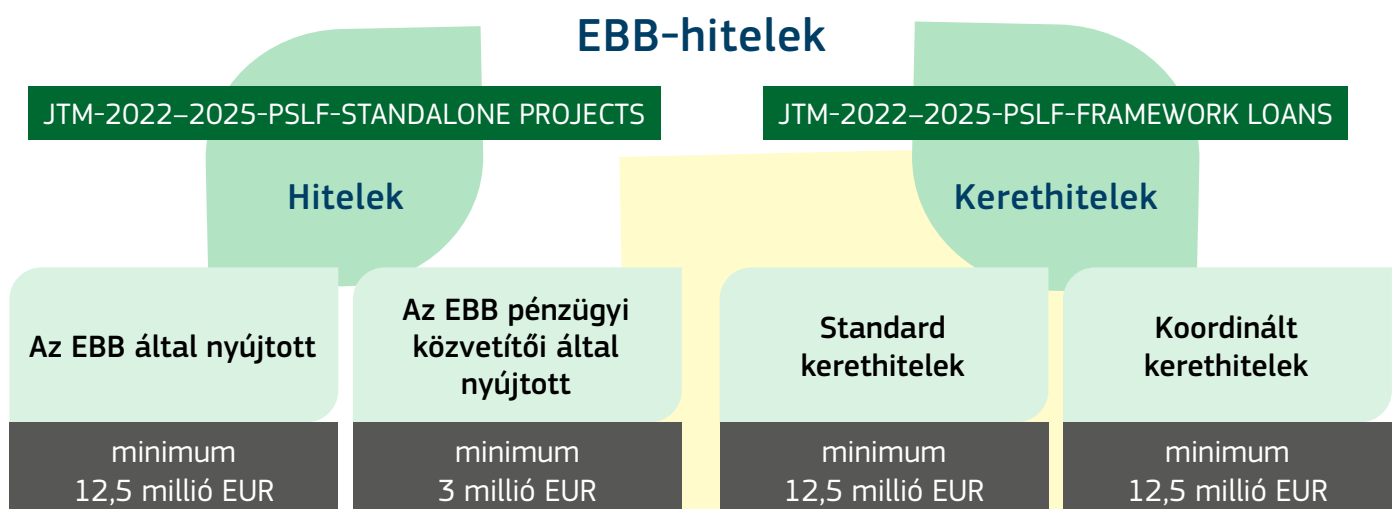 EBB-hitelek
JTM-2022–2025-PSLF-STANDALONE PROJECTS
JTM-2022–2025-PSLF-FRAMEWORK LOANS
Hitelek
Kerethitelek
Az EBB által nyújtott
Az EBB pénzügyi
közvetítői által
nyújtott
Standard
kerethitelek
Koordinált
kerethitelek
minimum
12,5 millió EUR
minimum
3 millió EUR
minimum
12,5 millió EUR
minimum
12,5 millió EUR